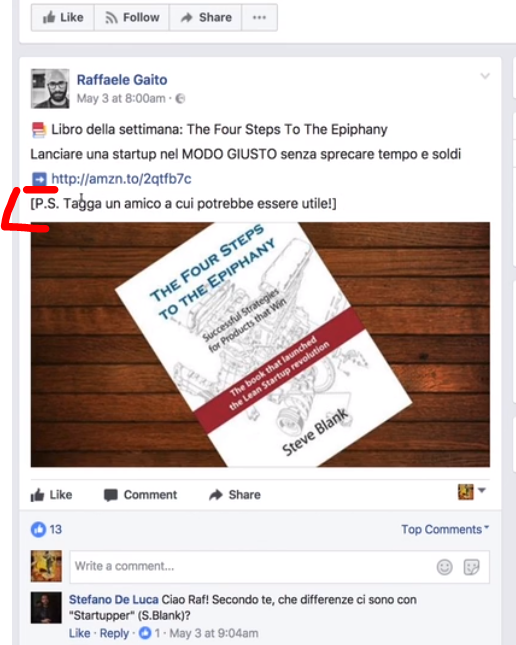 Like Follow Share ...
Raffaele Gaito
May 3 at 8:00am ·
Libro della settimana: The Four Steps To The Epiphany
Lanciare una startup nel MODO GIUSTO senza sprecare tempo e soldi
http://amzn.to/2qtfb7c
[P.S. Tagga un amico a cui potrebbe essere utile!]
THE FOUR STEPS
TO THE EPIPHANY
Successful Strategies
for Products that Win
The book that launched
the Lean Startup revolution
Steve Blank
Like Comment Share
13 Top Comments
Write a comment...
Stefano De Luca Ciao Raf! Secondo te, che differenze ci sono con
"Startupper" (S.Blank)?
Like · Reply · 1 · May 3 at 9:04am